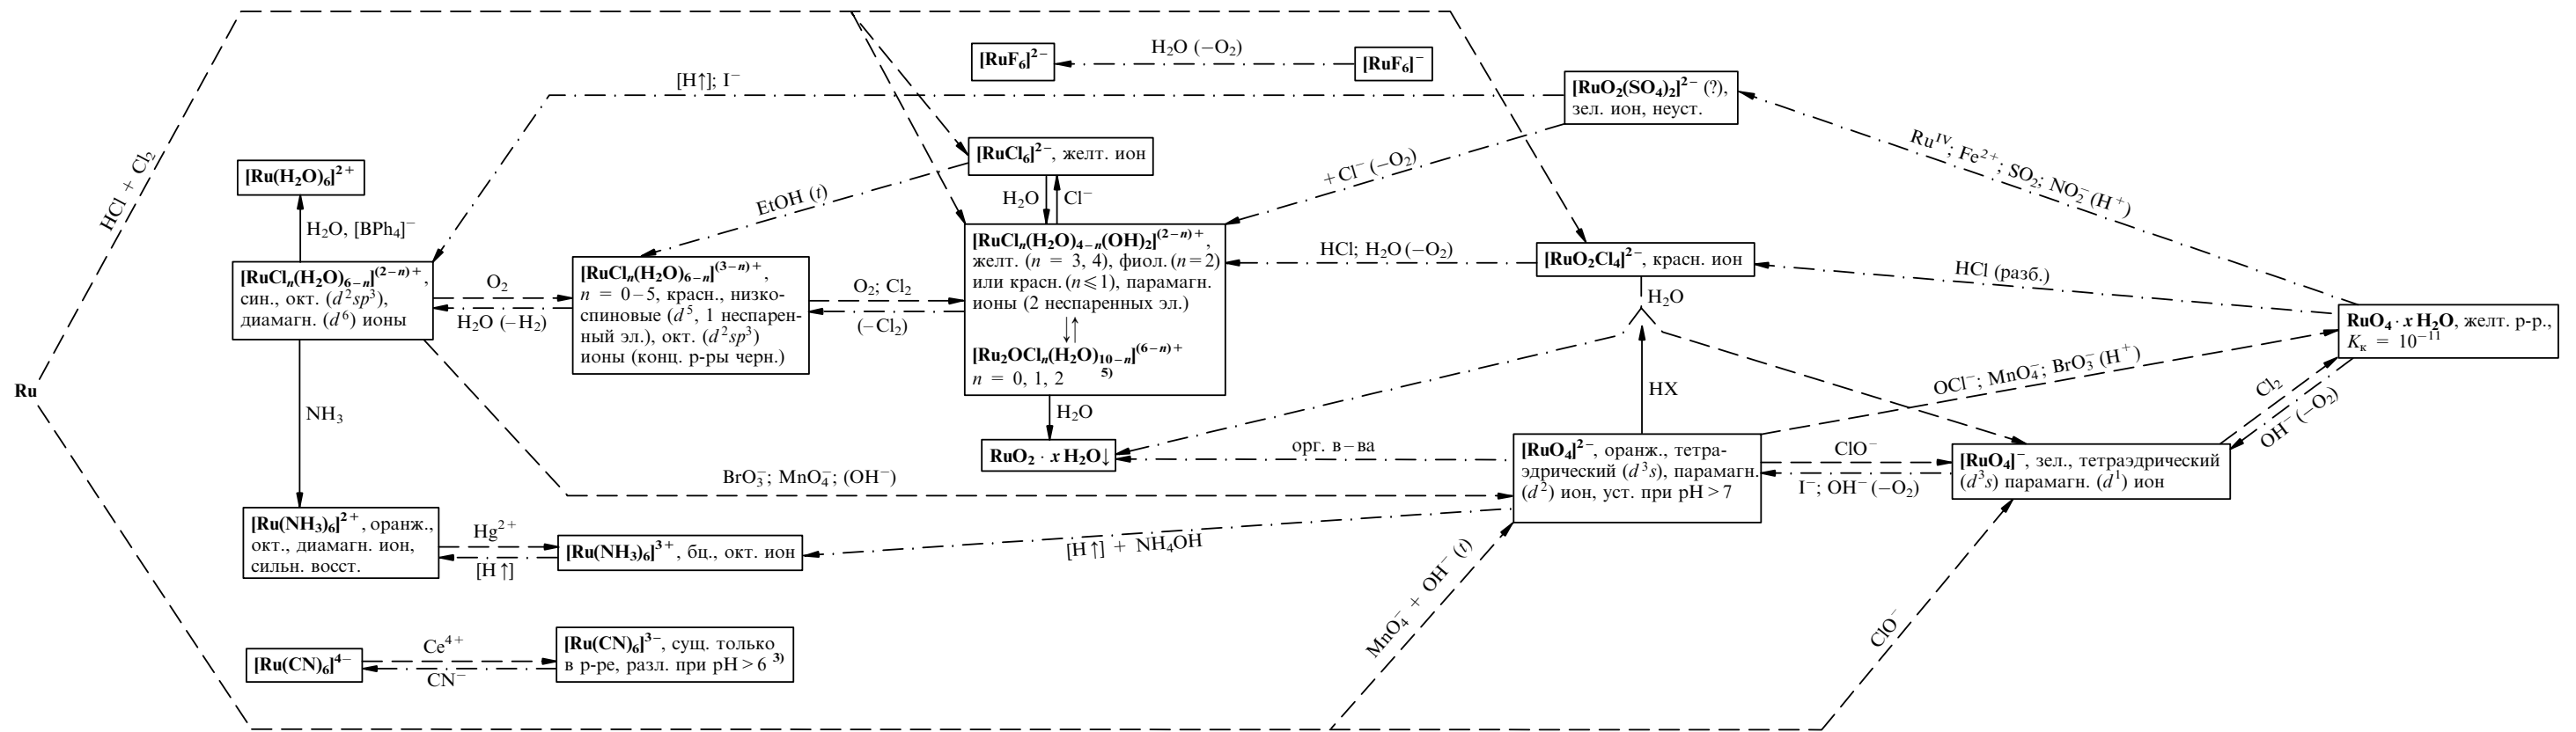 [RuF₆]²⁻
H₂O (−O₂)
[RuF₆]⁻
[H↑]; I⁻
[RuO₂(SO₄)₂]²⁻ (?),
зел. ион, неуст.
HCl + Cl₂
[RuCl₆]²⁻, желт. ион
+Cl⁻ (−O₂)
Ruᴵⱽ; Fe²⁺; SO₂; NO₂⁻ (H⁺)
[Ru(H₂O)₆]²⁺
EtOH (t)
H₂O
Cl⁻
H₂O, [BPh₄]⁻
[RuClₙ(H₂O)₄₋ₙ(OH)₂]⁽²⁻ⁿ⁾⁺,
желт. (n = 3, 4), фиол. (n=2)
или красн. (n⩽1), парамагн.
ионы (2 неспаренных эл.)
↓↑
[Ru₂OClₙ(H₂O)₁₀₋ₙ]⁽⁶⁻ⁿ⁾⁺
n = 0, 1, 2 ⁵⁾
HCl; H₂O (−O₂)
[RuO₂Cl₄]²⁻, красн. ион
HCl (разб.)
[RuClₙ(H₂O)₆₋ₙ]⁽²⁻ⁿ⁾⁺,
син., окт. (d²sp³),
диамагн. (d⁶) ионы
O₂
H₂O (−H₂)
[RuClₙ(H₂O)₆₋ₙ]⁽³⁻ⁿ⁾⁺,
n = 0–5, красн., низко-
спиновые (d⁵, 1 неспарен-
ный эл.), окт. (d²sp³)
ионы (конц. р-ры черн.)
O₂; Cl₂
(−Cl₂)
H₂O
RuO₄ · x H₂O, желт. р-р.,
Kₖ = 10⁻¹¹
Ru
NH₃
H₂O
HX
OCl⁻; MnO₄⁻; BrO₃⁻ (H⁺)
Cl₂
OH⁻ (−O₂)
RuO₂ · x H₂O↓
орг. в–ва
[RuO₄]²⁻, оранж., тетра-
эдрический (d³s), парамагн.
(d²) ион, уст. при pH > 7
ClO⁻
I⁻; OH⁻ (−O₂)
[RuO₄]⁻, зел., тетраэдрический
(d³s) парамагн. (d¹) ион
BrO₃⁻; MnO₄⁻; (OH⁻)
[Ru(NH₃)₆]²⁺, оранж.,
окт., диамагн. ион,
сильн. восст.
Hg²⁺
[H↑]
[Ru(NH₃)₆]³⁺, бц., окт. ион
[H↑] + NH₄OH
MnO₄⁻ + OH⁻ (t)
ClO⁻
[Ru(CN)₆]⁴⁻
Ce⁴⁺
CN⁻
[Ru(CN)₆]³⁻, сущ. только
в р-ре, разл. при pH > 6 ³⁾